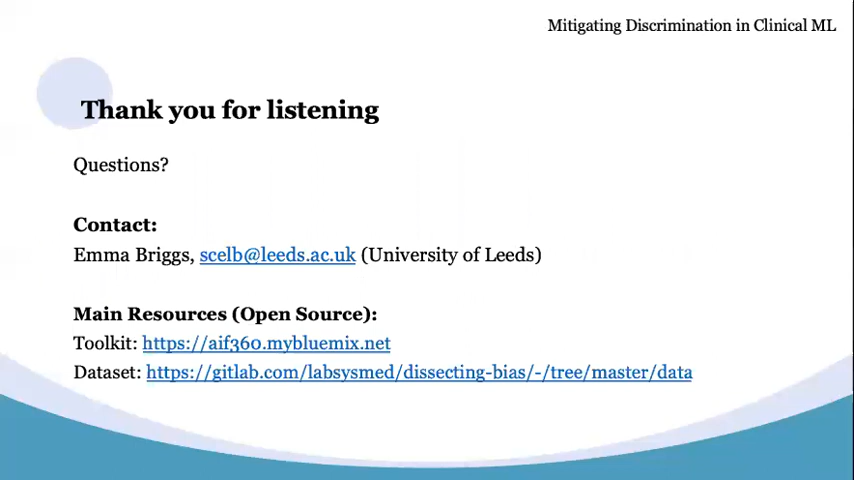 Mitigating Discrimination in Clinical ML
Thank you for listening
Questions?
Contact:
Emma Briggs, scelb@leeds.ac.uk (University of Leeds)
Main Resources (Open Source):
Toolkit: https://aif360.mybluemix.net
Dataset: https://gitlab.com/labsysmed/dissecting-bias/-/tree/master/data